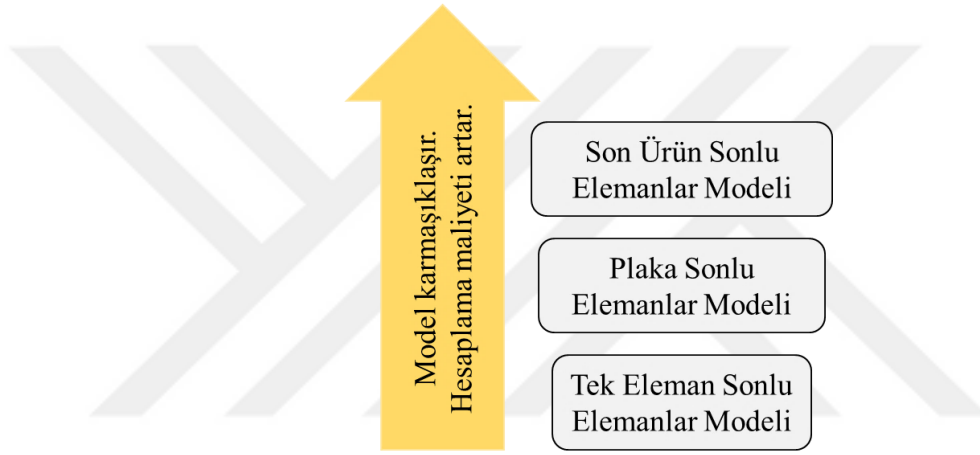 Model karmaşıklaşır.
Hesaplama maliyeti artar.
Son Ürün Sonlu
Elemanlar Modeli
Plaka Sonlu
Elemanlar Modeli
Tek Eleman Sonlu
Elemanlar Modeli